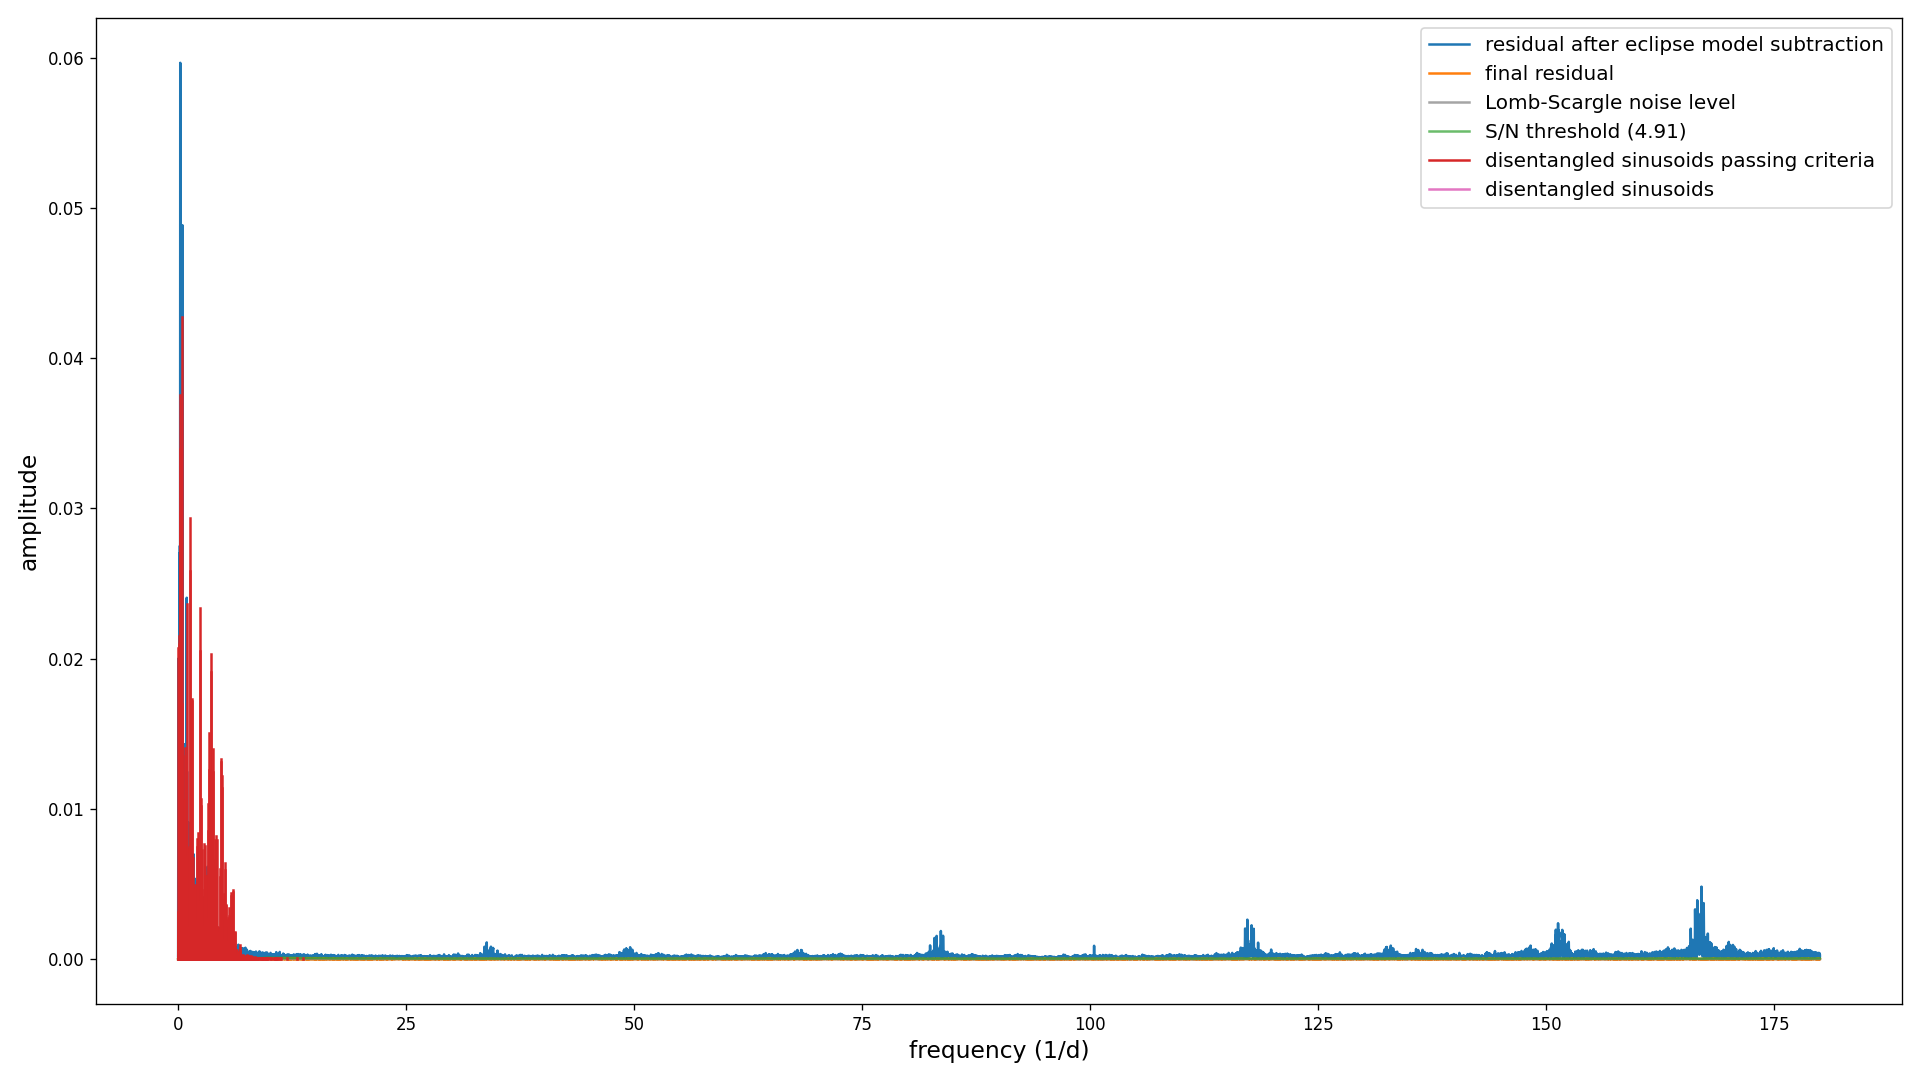 residual after eclipse model subtraction
final residual
Lomb-Scargle noise level
S/N threshold (4.91)
disentangled sinusoids passing criteria
disentangled sinusoids
0.06
0.05
0.04
0.03
0.02
0.01
0.00
amplitude
0 25 50 75 100 125 150 175
frequency (1/d)